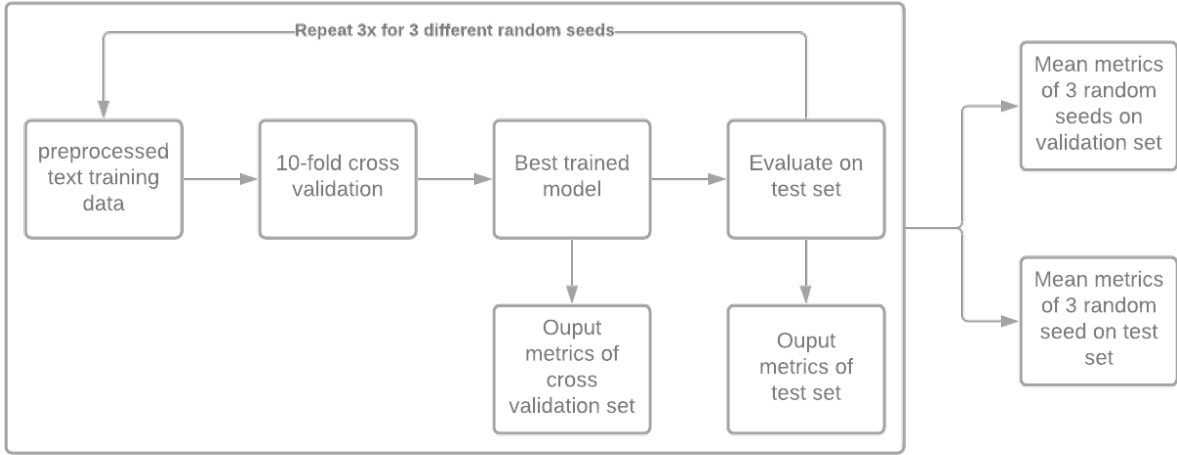 Repeat 3x for 3 different random seeds
preprocessed
text training
data
10-fold cross
validation
Best trained
model
Evaluate on
test set
Ouput
metrics of
cross
validation set
Ouput
metrics of
test set
Mean metrics
of 3 random
seeds on
validation set
Mean metrics
of 3 random
seed on test
set